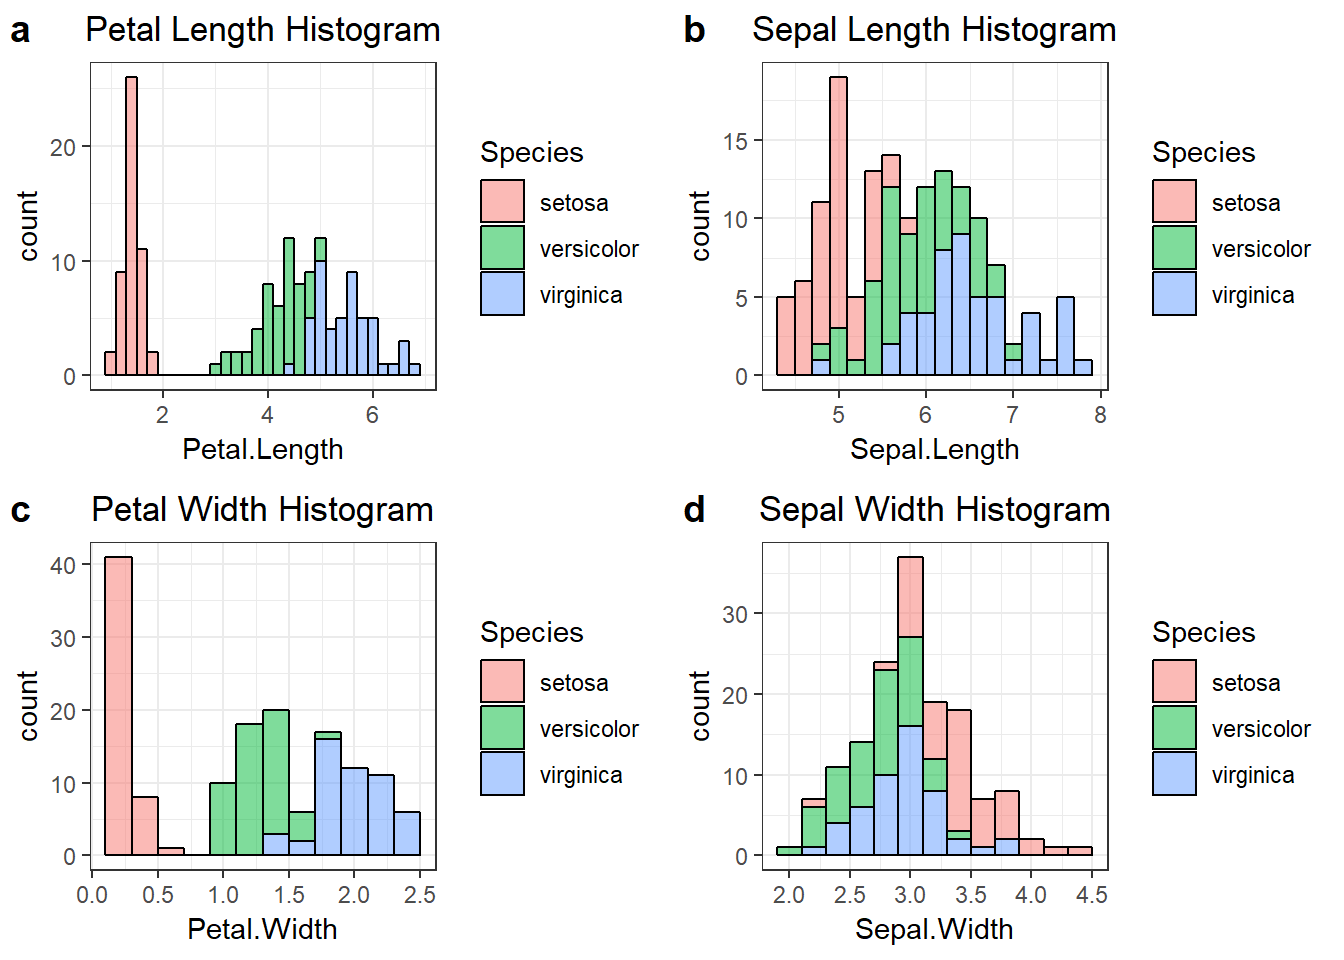 a Petal Length Histogram
20
10
0
count
2 4 6
Petal.Length
Species
setosa
versicolor
virginica
b Sepal Length Histogram
15
10
5
0
count
5 6 7 8
Sepal.Length
Species
setosa
versicolor
virginica
c Petal Width Histogram
40
30
20
10
0
count
0.0 0.5 1.0 1.5 2.0 2.5
Petal.Width
Species
setosa
versicolor
virginica
d Sepal Width Histogram
30
20
10
0
count
2.0 2.5 3.0 3.5 4.0 4.5
Sepal.Width
Species
setosa
versicolor
virginica